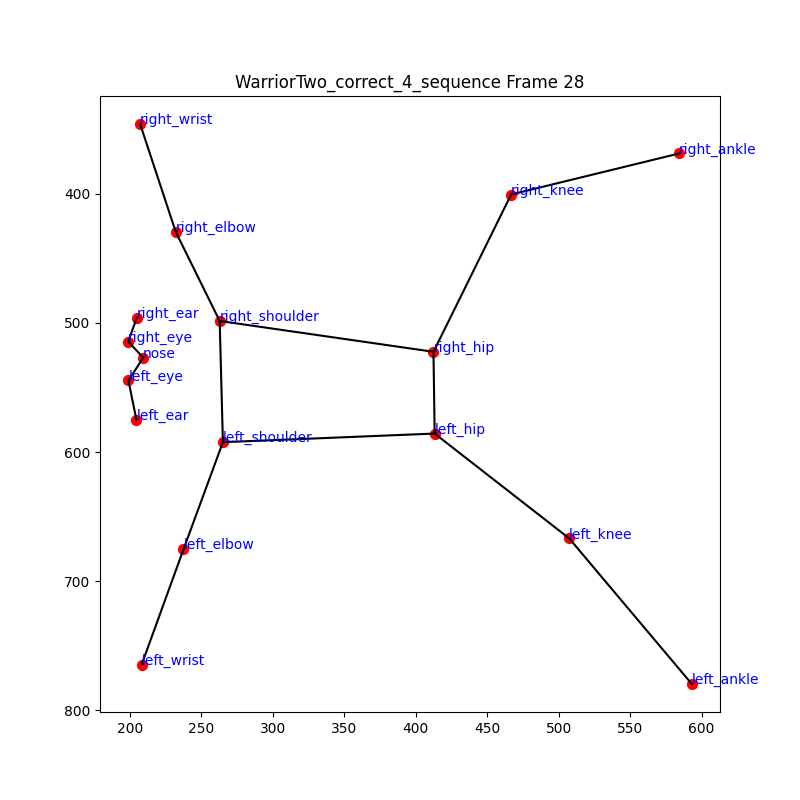 WarriorTwo_correct_4_sequence Frame 28
right_wrist
right_ankle
400
right_knee
right_elbow
right_ear
right_shoulder
500
right_eye
nose
right_hip
left_eye
left_ear
left_hip
left_shoulder
600
left_knee
left_elbow
left_wrist
700
left_ankle
800
200 250 300 350 400 450 500 550 600